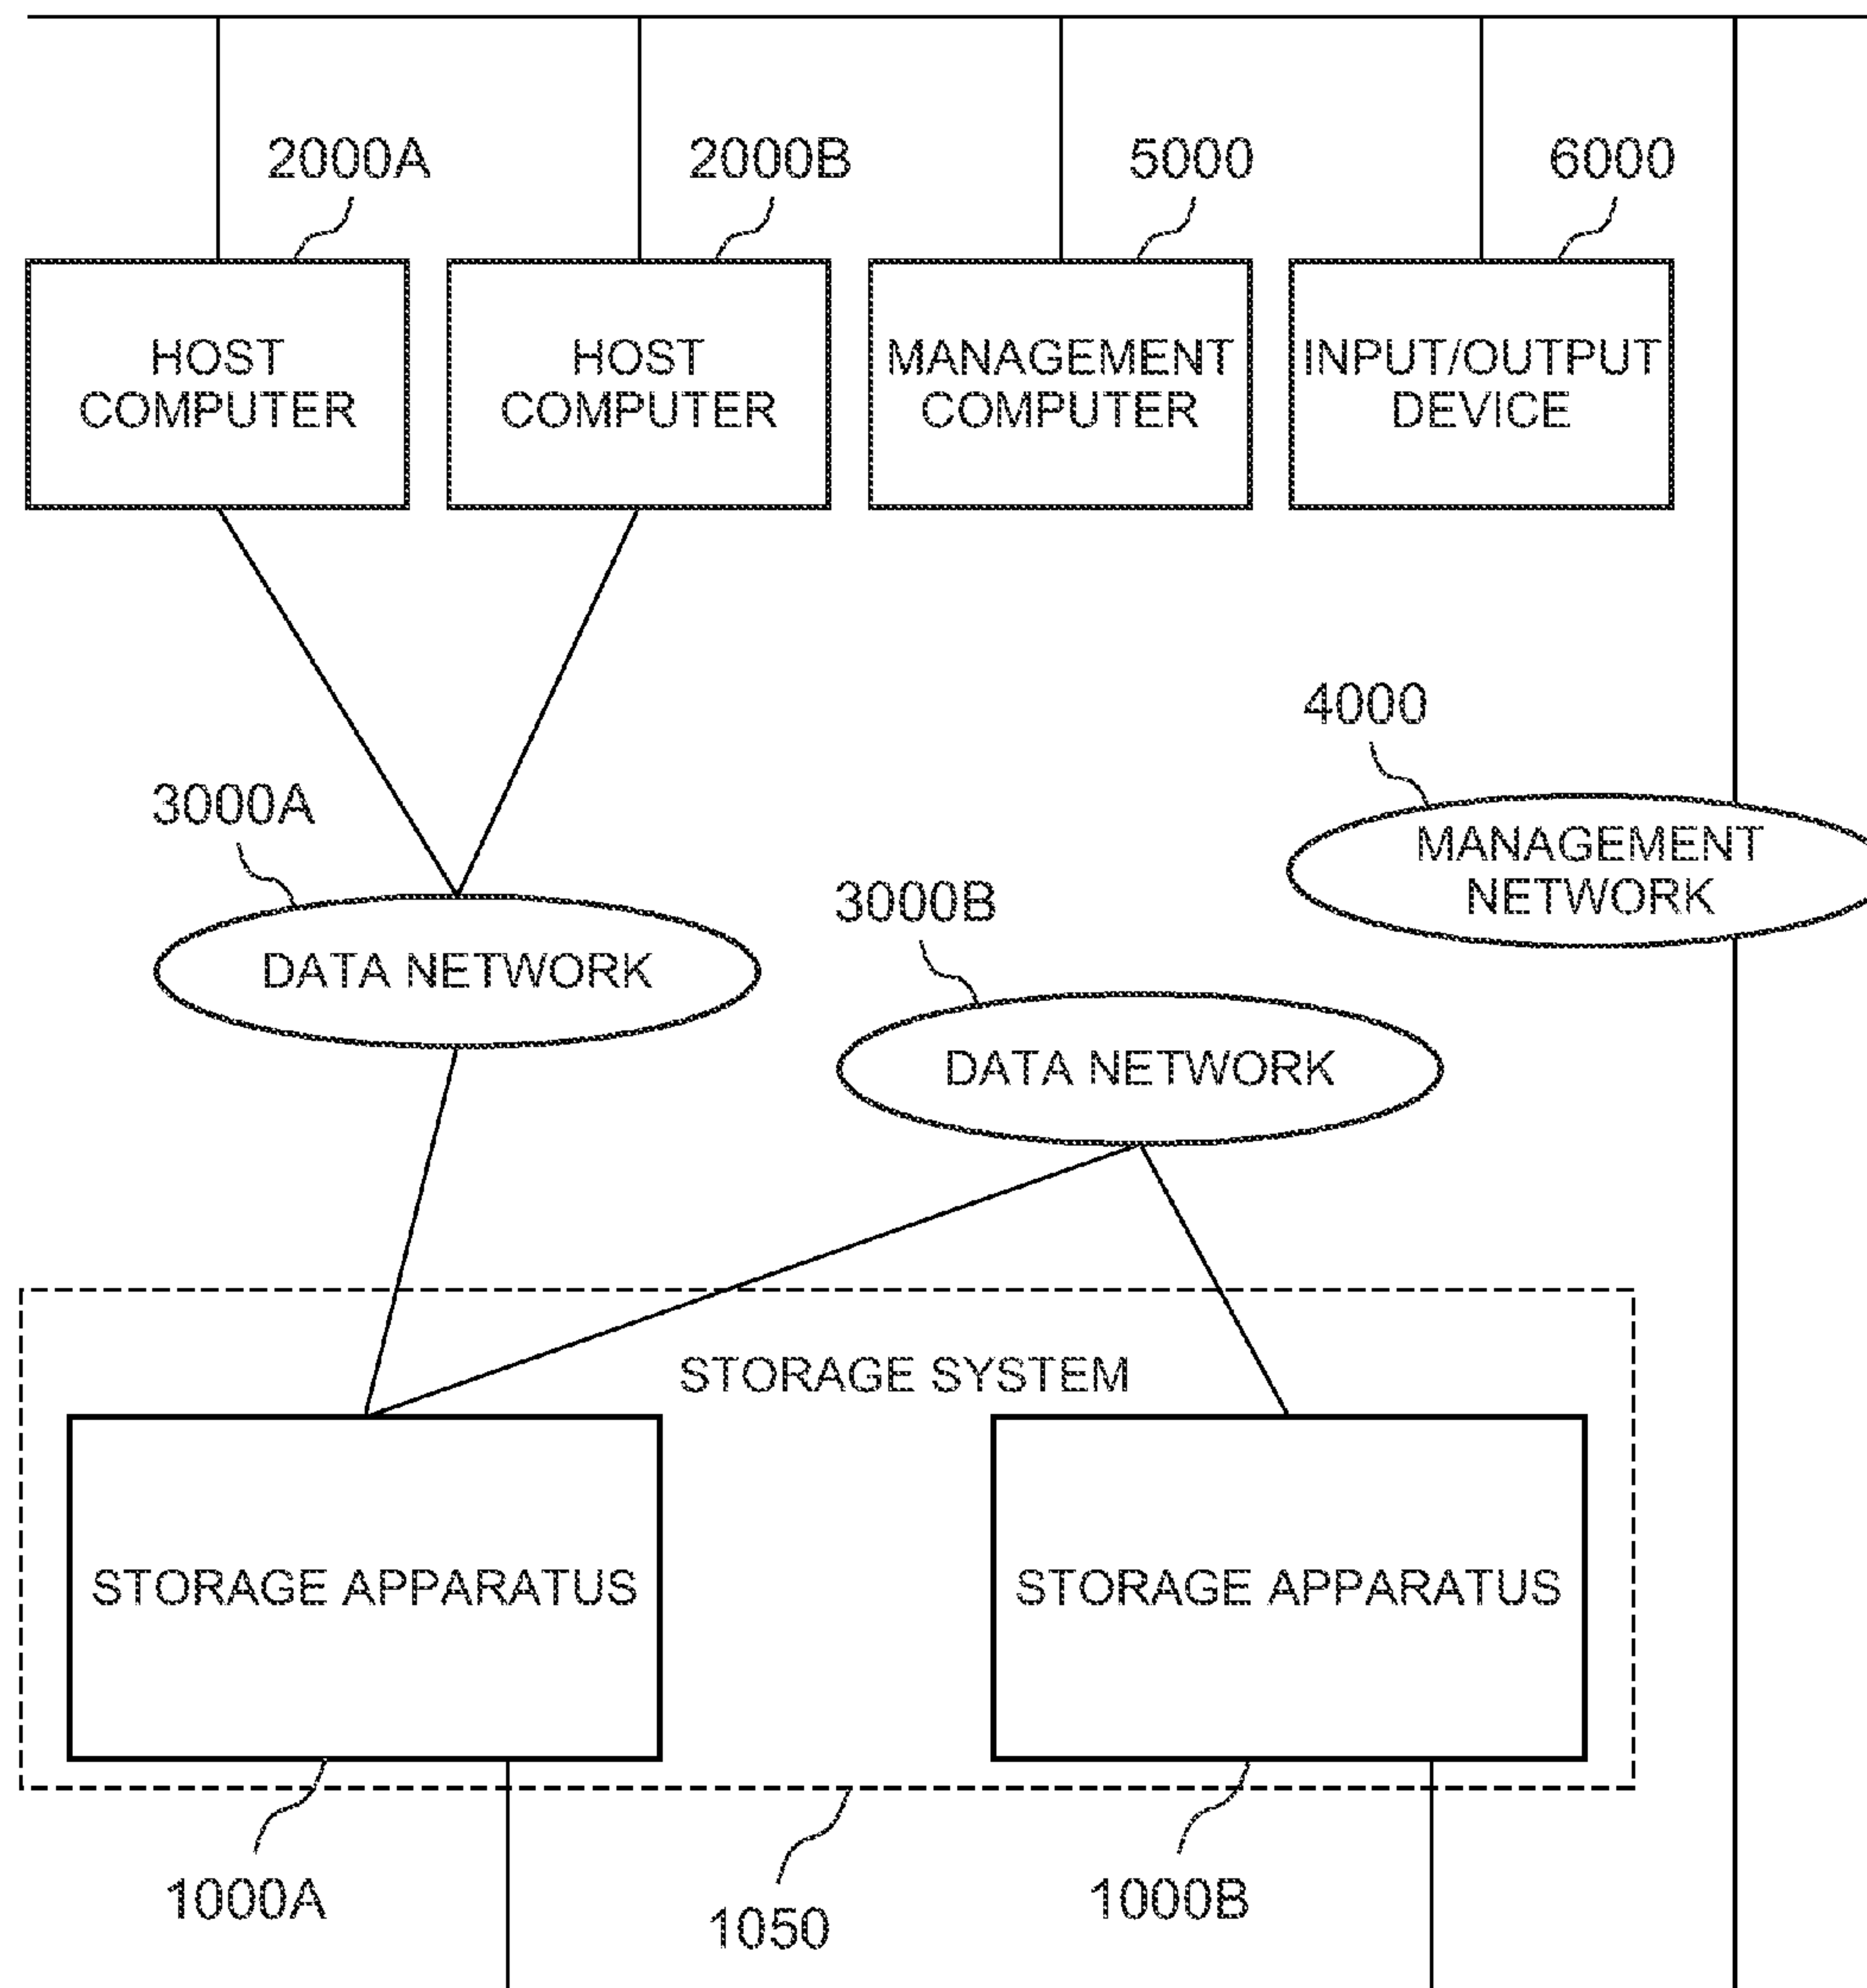 2000A
2000B
5000
6000
HOST
COMPUTER
HOST
COMPUTER
MANAGEMENT
COMPUTER
INPUT/OUTPUT
DEVICE
4000
MANAGEMENT
NETWORK
3000A
DATA NETWORK
3000B
DATA NETWORK
STORAGE SYSTEM
STORAGE APPARATUS
STORAGE APPARATUS
1000A
1050
1000B